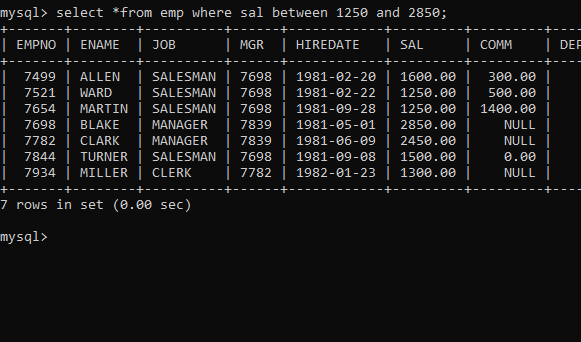 mysql> select *from emp where sal between 1250 and 2850;
+-------+--------+----------+------+------------+---------+---------+----
| EMPNO | ENAME  | JOB      | MGR  | HIREDATE   | SAL     | COMM    | DEP
+-------+--------+----------+------+------------+---------+---------+----
|  7499 | ALLEN  | SALESMAN | 7698 | 1981-02-20 | 1600.00 |  300.00 |
|  7521 | WARD   | SALESMAN | 7698 | 1981-02-22 | 1250.00 |  500.00 |
|  7654 | MARTIN | SALESMAN | 7698 | 1981-09-28 | 1250.00 | 1400.00 |
|  7698 | BLAKE  | MANAGER  | 7839 | 1981-05-01 | 2850.00 |    NULL |
|  7782 | CLARK  | MANAGER  | 7839 | 1981-06-09 | 2450.00 |    NULL |
|  7844 | TURNER | SALESMAN | 7698 | 1981-09-08 | 1500.00 |    0.00 |
|  7934 | MILLER | CLERK    | 7782 | 1982-01-23 | 1300.00 |    NULL |
+-------+--------+----------+------+------------+---------+---------+----
7 rows in set (0.00 sec)
mysql>